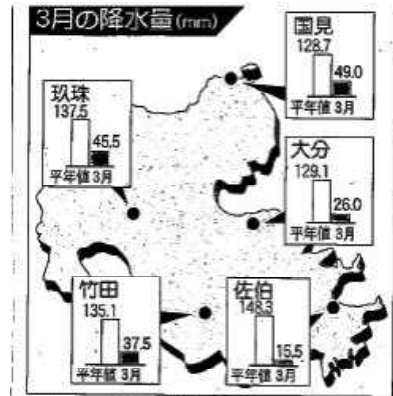 3月の降水量(mm)
国見
128.7
49.0
平年値 3月
玖珠
137.5
45.5
平年値 3月
大分
129.1
26.0
平年値 3月
竹田
135.1
37.5
平年値 3月
佐伯
148.3
15.5
平年値 3月